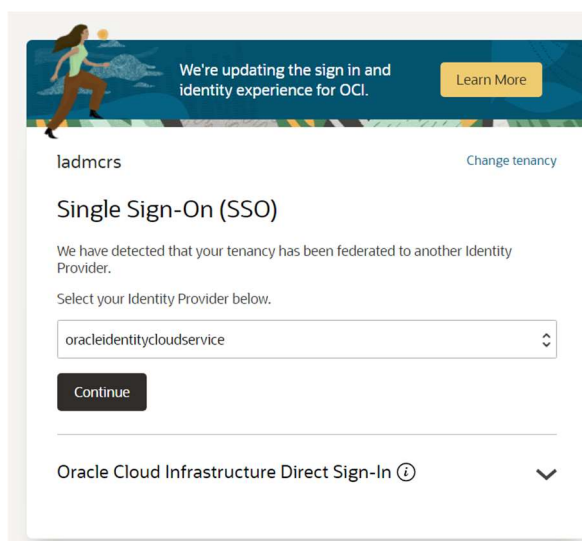 We're updating the sign in and
identity experience for OCI.
Learn More
ladmcrs
Change tenancy
Single Sign-On (SSO)
We have detected that your tenancy has been federated to another Identity
Provider.
Select your Identity Provider below.
oracleidentitycloudservice
Continue
Oracle Cloud Infrastructure Direct Sign-In